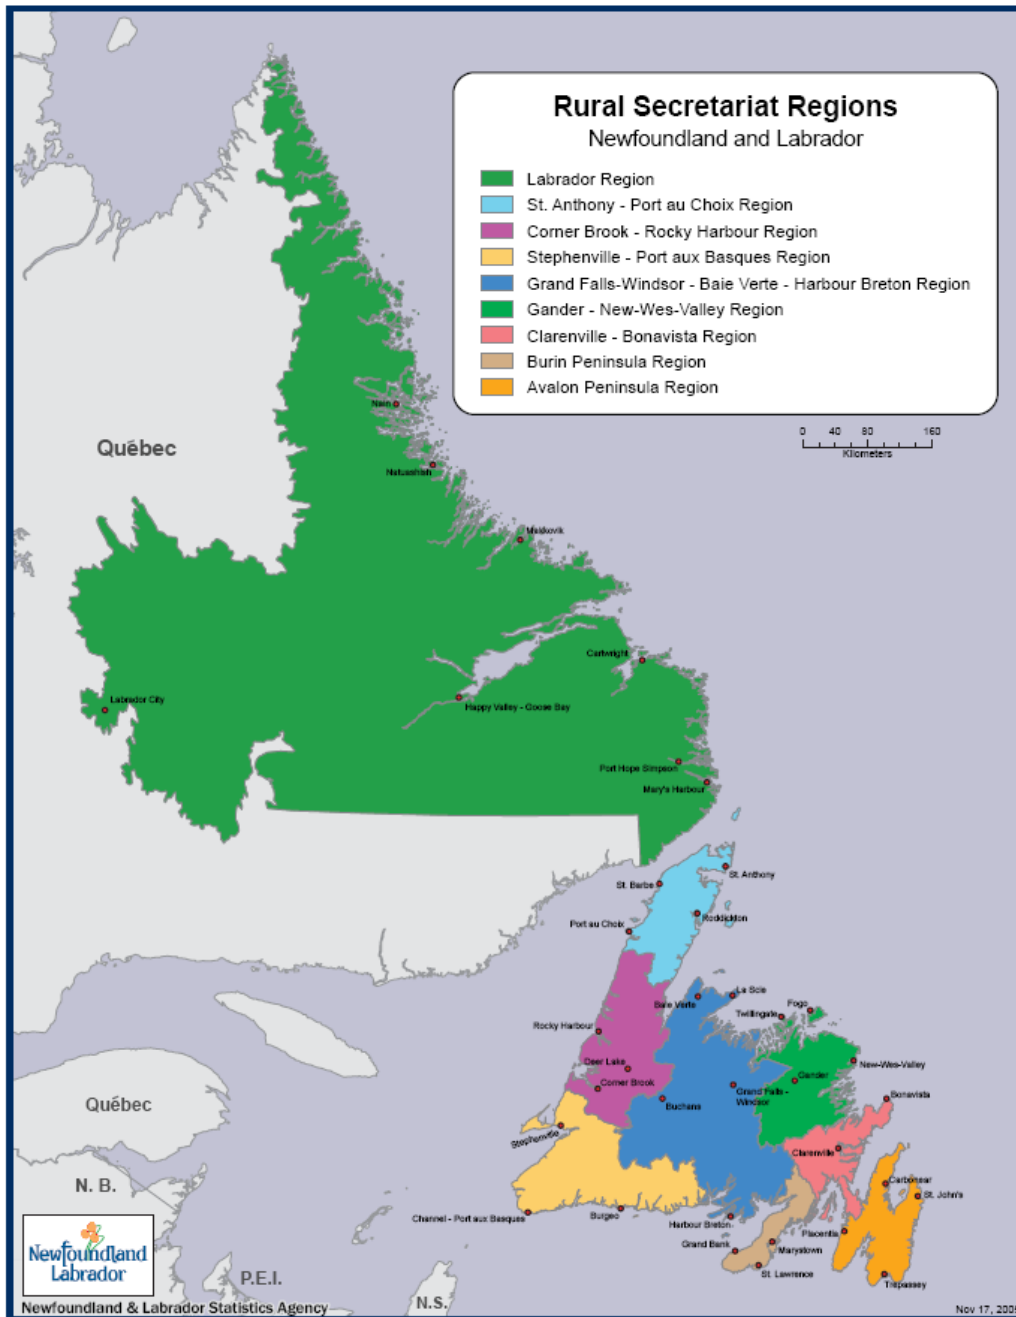 Rural Secretariat Regions
Newfoundland and Labrador
Labrador Region
St. Anthony - Port au Choix Region
Corner Brook - Rocky Harbour Region
Stephenville - Port aux Basques Region
Grand Falls-Windsor - Baie Verte - Harbour Breton Region
Gander - New-Wes-Valley Region
Clarenville - Bonavista Region
Burin Peninsula Region
Avalon Peninsula Region
0 40 80 160
Kilometers
Nain
Québec
Natuashish
Makkovik
Cartwright
Labrador City
Happy Valley - Goose Bay
Port Hope Simpson
Mary's Harbour
St. Anthony
St. Barbe
Roddickton
Port au Choix
La Scie
Baie Verte
Fogo
Twillingate
Rocky Harbour
New-Wes-Valley
Deer Lake
Gander
Corner Brook
Grand Falls -
Windsor
Buchans
Bonavista
Québec
Stephenville
Clarenville
Carbonear
N. B.
St. John's
Channel - Port aux Basques
Burgeo
Harbour Breton
Placentia
Grand Bank
Marystown
St. Lawrence
Trepassey
Newfoundland
Labrador
P.E.I.
N.S.
Newfoundland & Labrador Statistics Agency
Nov 17, 2005